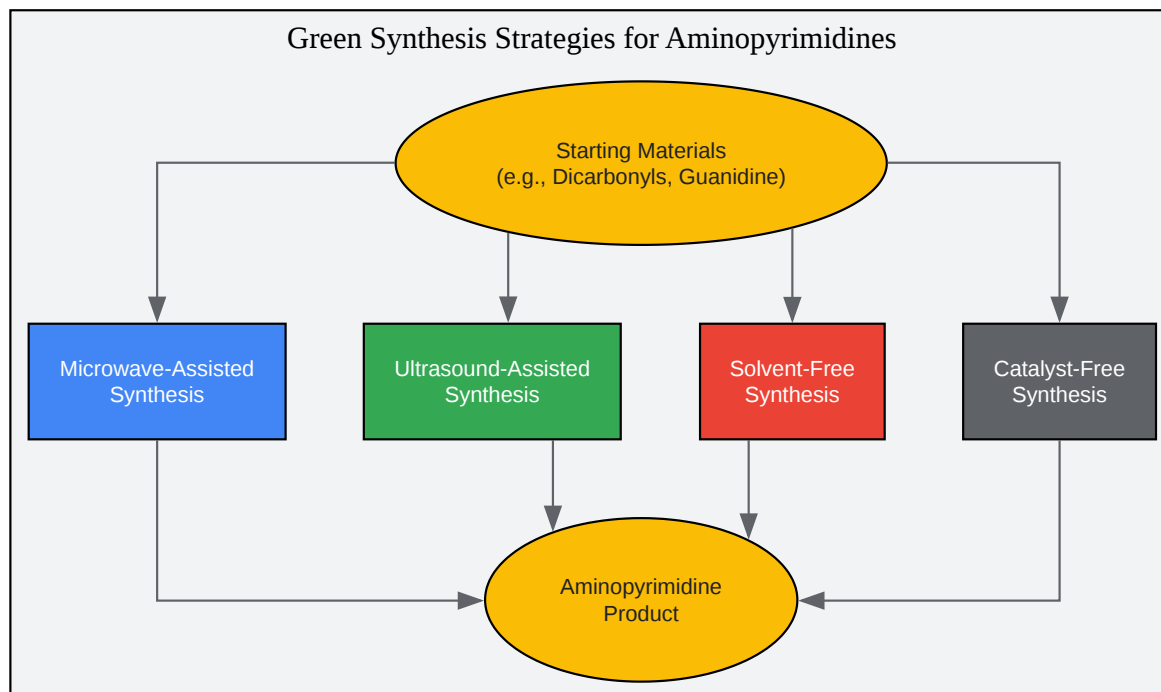 Green Synthesis Strategies for Aminopyrimidines
Starting Materials
(e.g., Dicarbonyls, Guanidine)
Microwave-Assisted
Synthesis
Ultrasound-Assisted
Synthesis
Solvent-Free
Synthesis
Catalyst-Free
Synthesis
Aminopyrimidine
Product